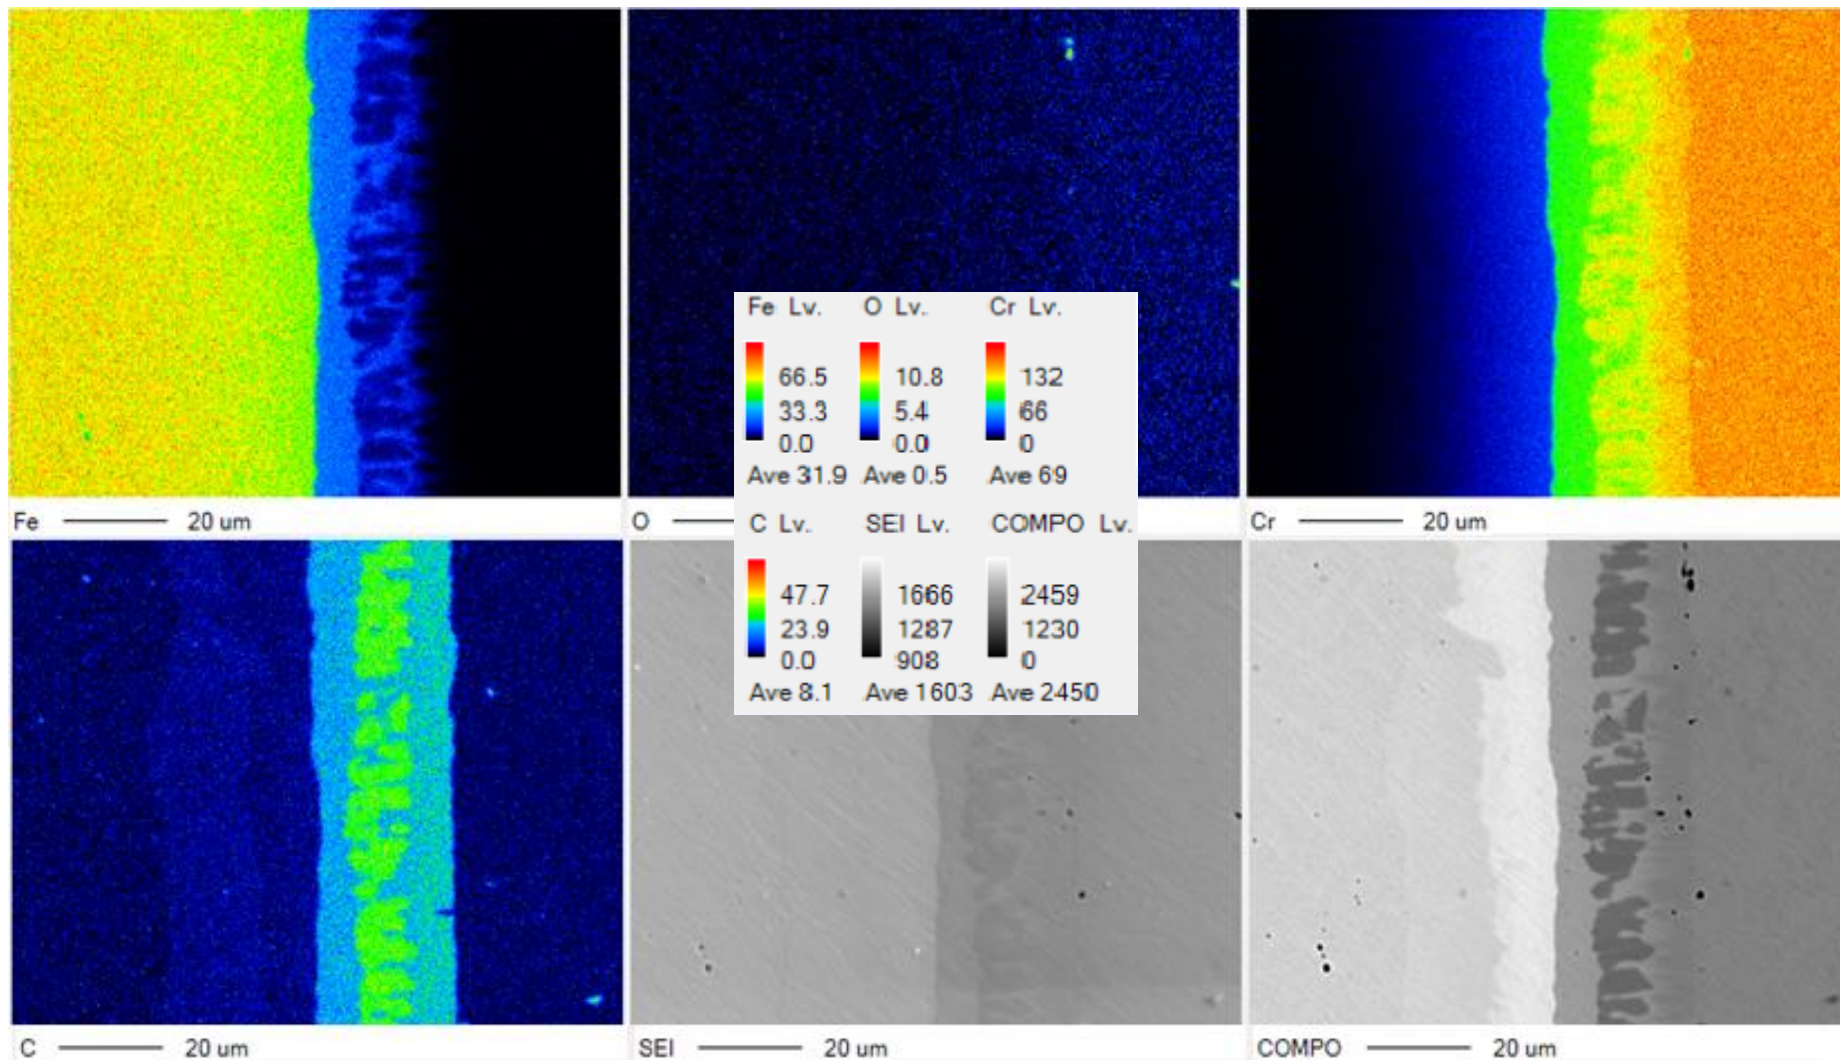 Fe Lv. O Lv. Cr Lv.
66.5 10.8 132
33.3 5.4 66
0.0 0.0 0
Ave 31.9 Ave 0.5 Ave 69
Fe 20 um
O
Cr 20 um
C Lv. SEI Lv. COMPO Lv.
47.7 1666 2459
23.9 1287 1230
0.0 908 0
Ave 8.1 Ave 1603 Ave 2450
C 20 um
SEI 20 um
COMPO 20 um